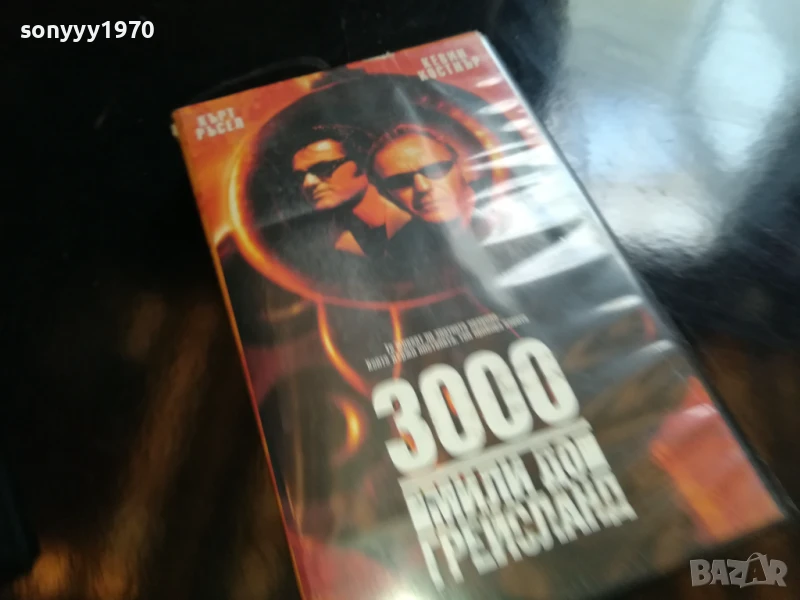 sonyyy1970
КЪРТ
РЪСЕЛ
КЕВИН
КОСТНЪР
3000
МИЛИ ДО
ГРЕЙСЛАНД
BAZAR